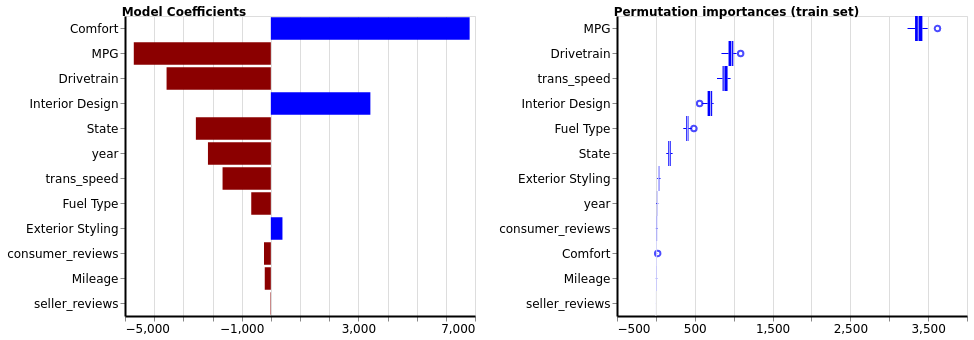 Model Coefficients
Comfort
MPG
Drivetrain
Interior Design
State
year
trans_speed
Fuel Type
Exterior Styling
consumer_reviews
Mileage
seller_reviews
−5,000 −1,000 3,000 7,000
Permutation importances (train set)
MPG
Drivetrain
trans_speed
Interior Design
Fuel Type
State
Exterior Styling
year
consumer_reviews
Comfort
Mileage
seller_reviews
−500 500 1,500 2,500 3,500